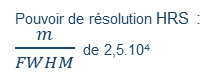 Pouvoir de résolution HRS :
m
de 2,5.10⁴
FWHM